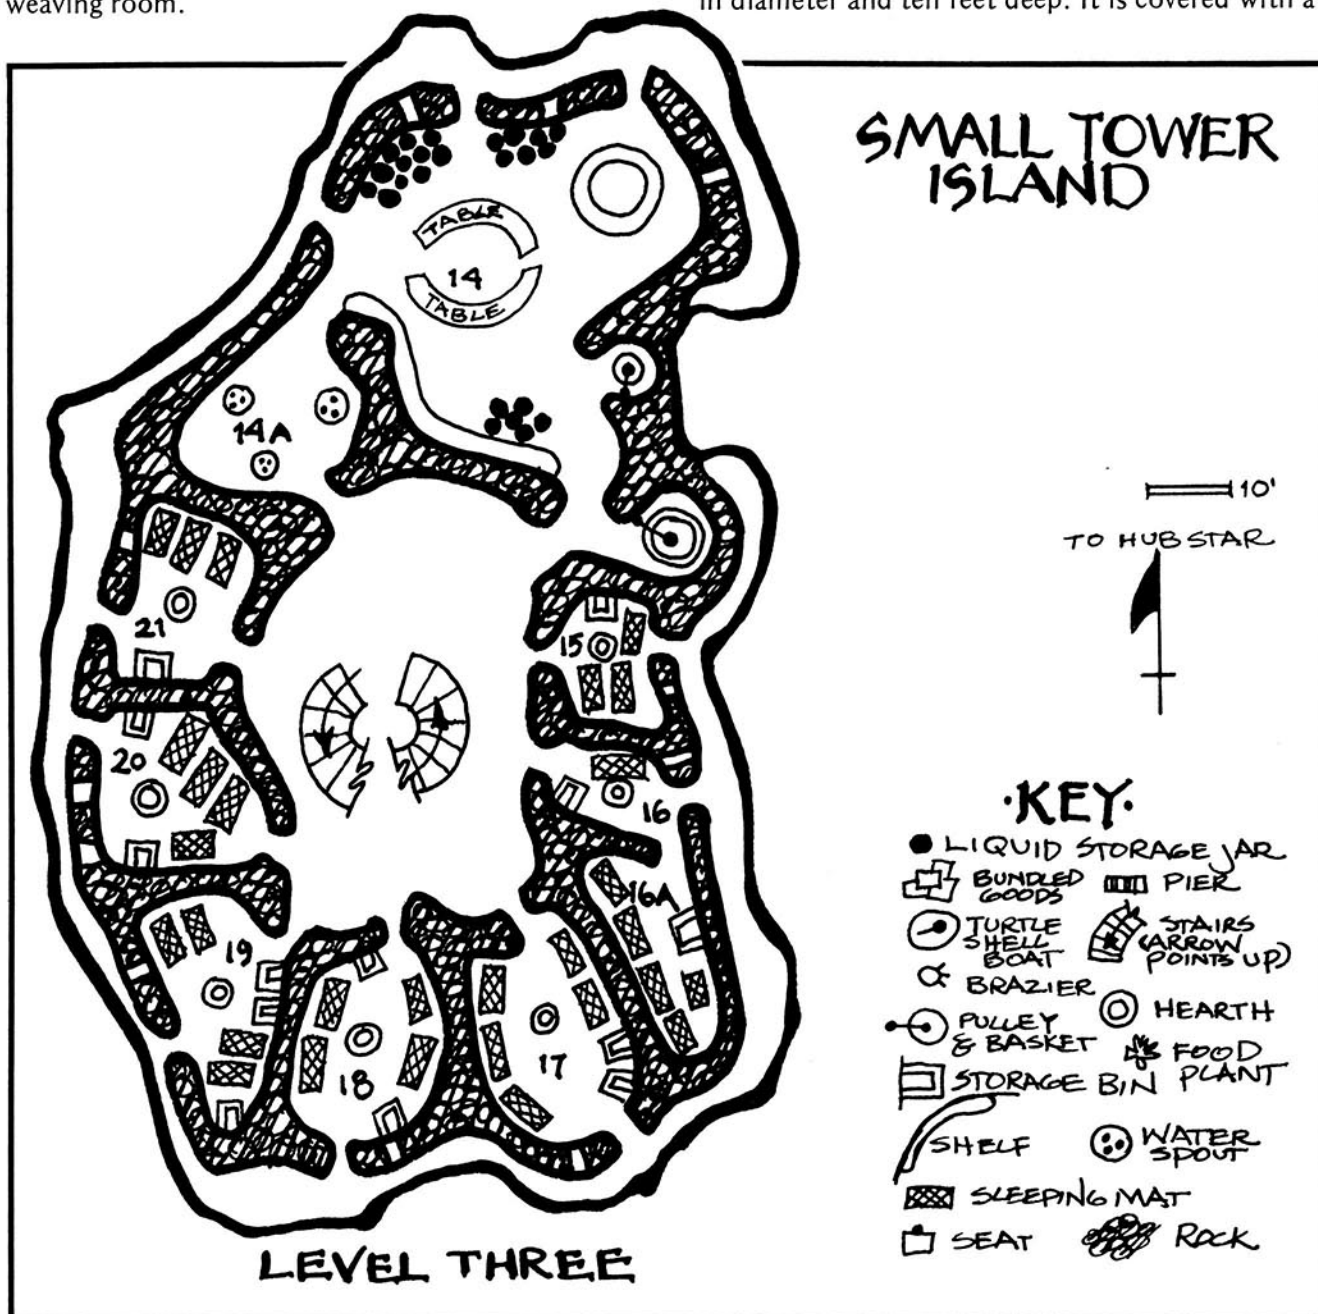 weaving room.
in diameter and ten feet deep. It is covered with a
SMALL TOWER
ISLAND
TABLE
14
TABLE
14A
10'
TO HUB STAR
21
15
20
16
16A
19
18
17
·KEY·
LIQUID STORAGE JAR
BUNDLED
GOODS
PIER
TURTLE
SHELL
BOAT
STAIRS
(ARROW
POINTS UP)
BRAZIER
HEARTH
PULLEY
& BASKET
FOOD
PLANT
STORAGE BIN
SHELF
WATER
SPOUT
SLEEPING MAT
SEAT
ROCK
LEVEL THREE